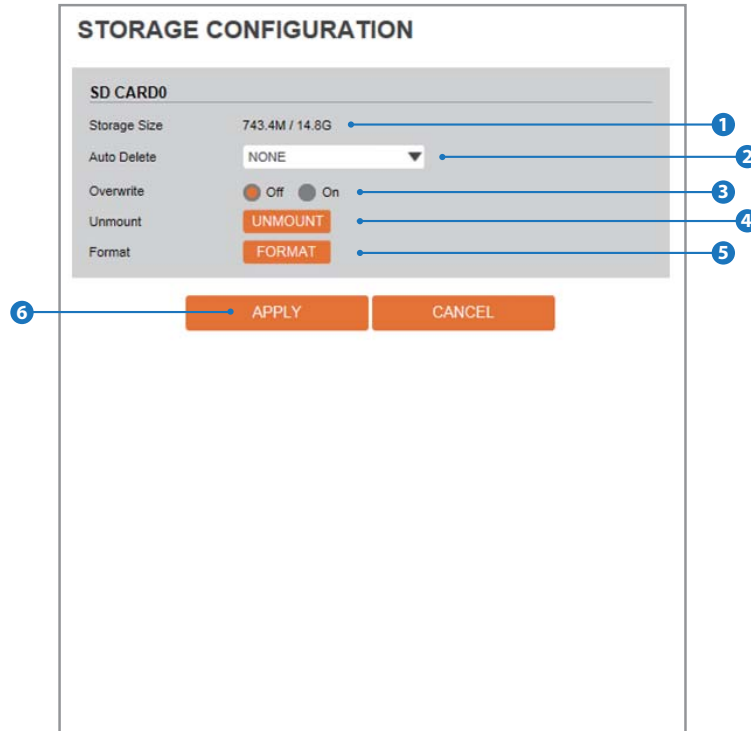 STORAGE CONFIGURATION
SD CARD0
Storage Size 743.4M / 14.8G 1
Auto Delete NONE 2
Overwrite Off On 3
Unmount UNMOUNT 4
Format FORMAT 5
6 APPLY CANCEL